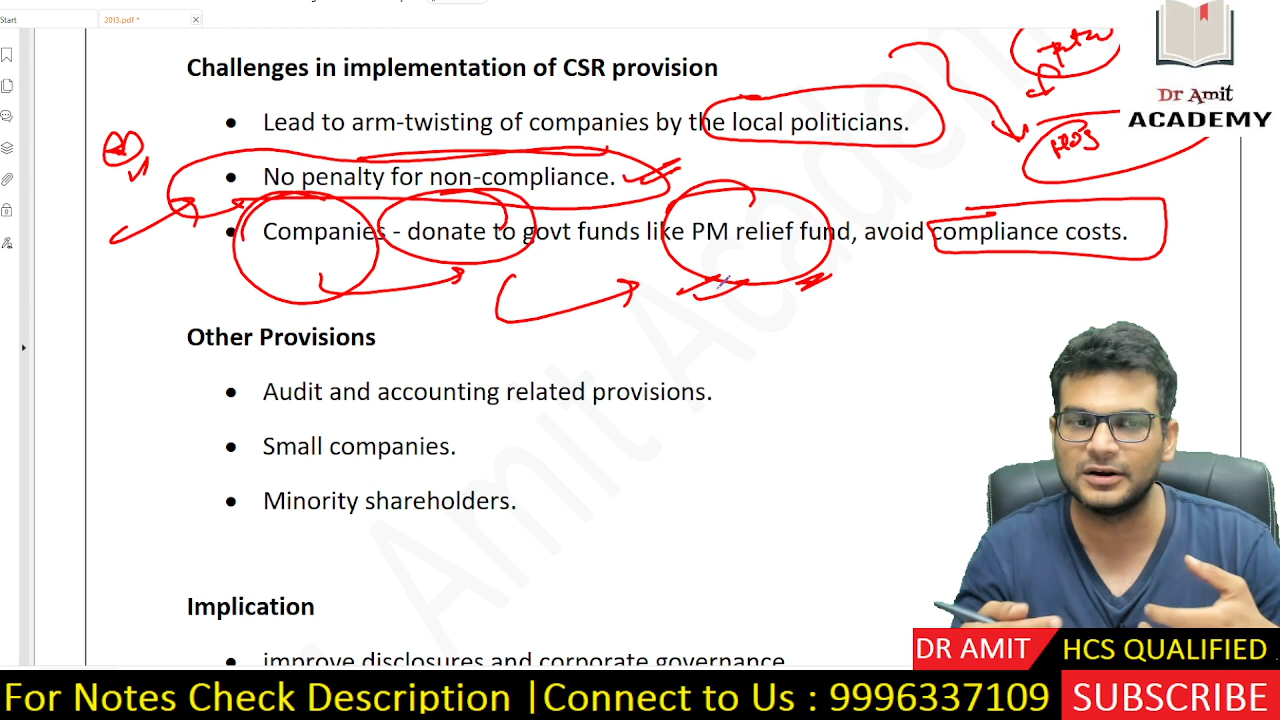 Start
2013.pdf *
Challenges in implementation of CSR provision
Dr Amit
ACADEMY
• Lead to arm-twisting of companies by the local politicians.
• No penalty for non-compliance.
• Companies - donate to govt funds like PM relief fund, avoid compliance costs.
Other Provisions
• Audit and accounting related provisions.
• Small companies.
• Minority shareholders.
Implication
• improve disclosures and corporate governance
Amit Academ
DR AMIT HCS QUALIFIED
For Notes Check Description | Connect to Us : 9996337109 SUBSCRIBE